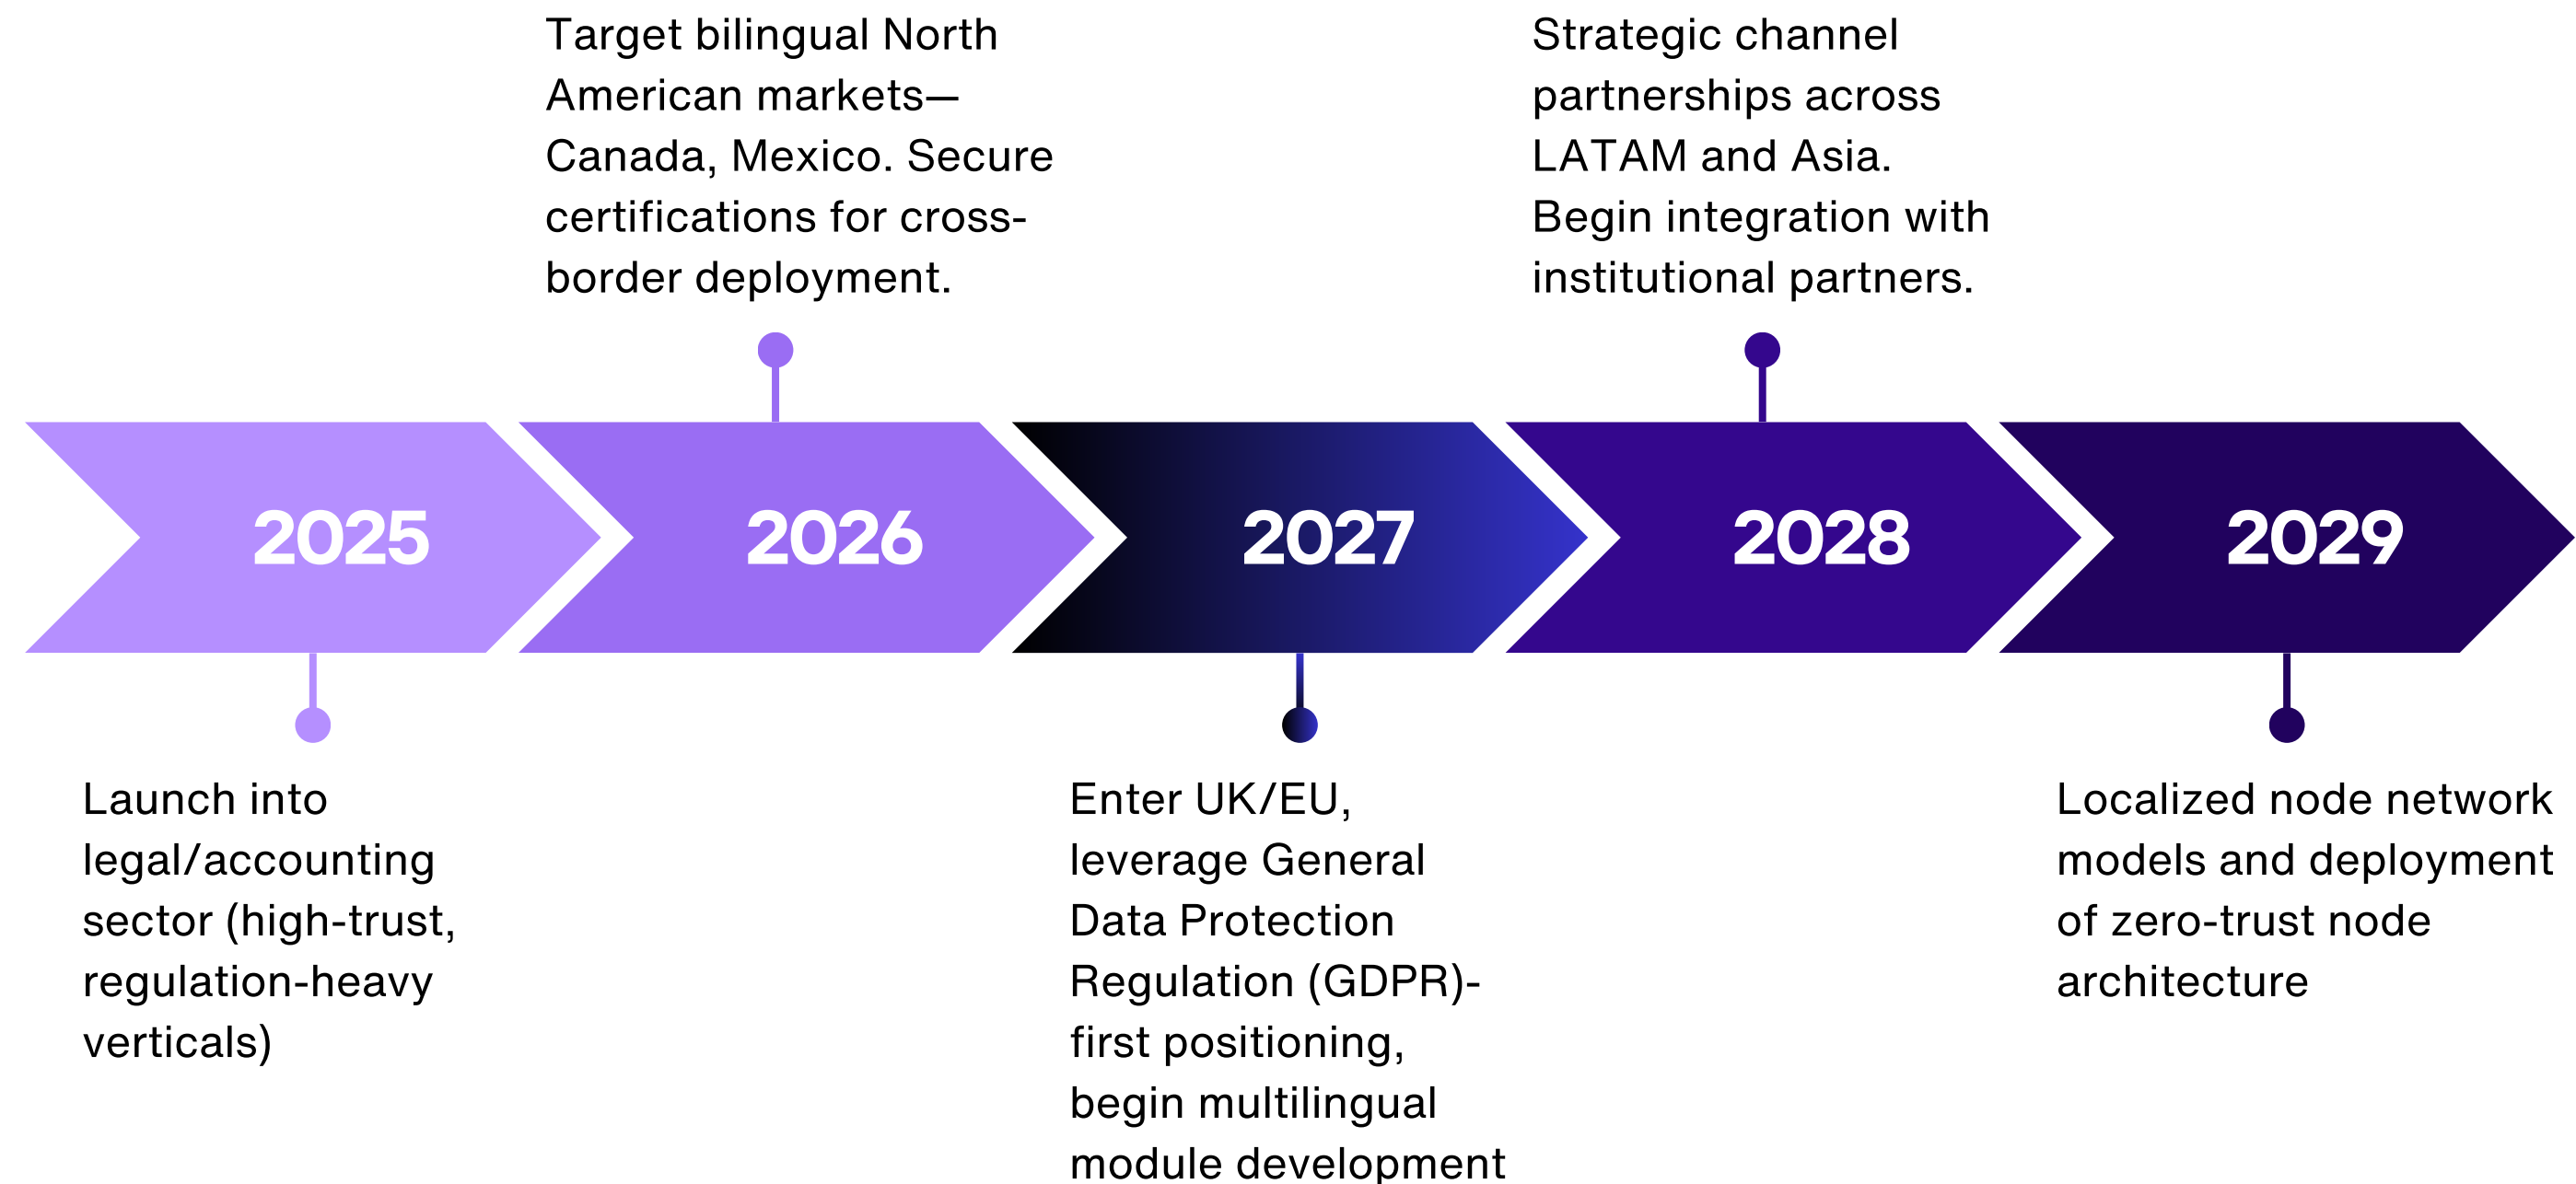 Target bilingual North
American markets—
Canada, Mexico. Secure
certifications for cross-
border deployment.
Strategic channel
partnerships across
LATAM and Asia.
Begin integration with
institutional partners.
2025
2026
2027
2028
2029
Launch into
legal/accounting
sector (high-trust,
regulation-heavy
verticals)
Enter UK/EU,
leverage General
Data Protection
Regulation (GDPR)-
first positioning,
begin multilingual
module development
Localized node network
models and deployment
of zero-trust node
architecture